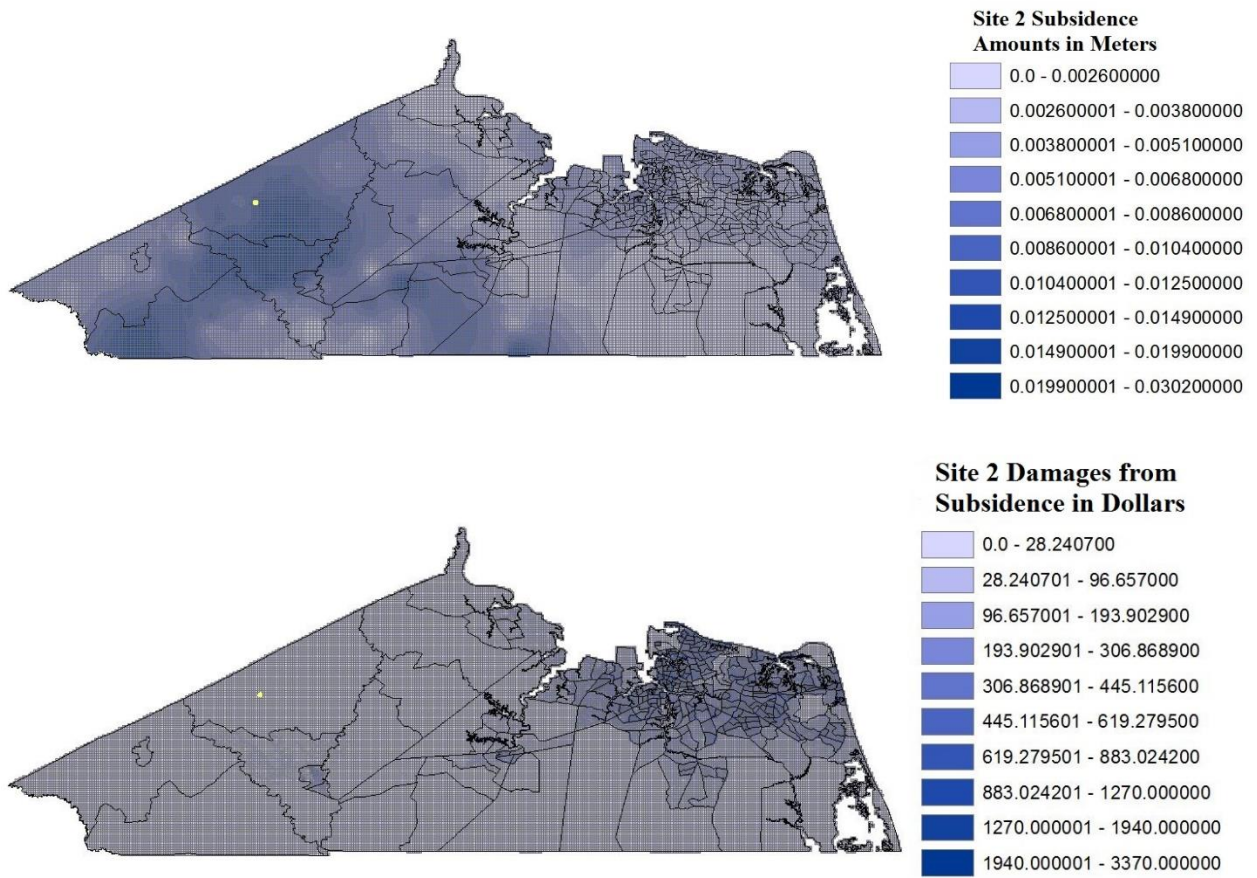 Site 2 Subsidence
Amounts in Meters
0.0 - 0.002600000
0.002600001 - 0.003800000
0.003800001 - 0.005100000
0.005100001 - 0.006800000
0.006800001 - 0.008600000
0.008600001 - 0.010400000
0.010400001 - 0.012500000
0.012500001 - 0.014900000
0.014900001 - 0.019900000
0.019900001 - 0.030200000
Site 2 Damages from
Subsidence in Dollars
0.0 - 28.240700
28.240701 - 96.657000
96.657001 - 193.902900
193.902901 - 306.868900
306.868901 - 445.115600
445.115601 - 619.279500
619.279501 - 883.024200
883.024201 - 1270.000000
1270.000001 - 1940.000000
1940.000001 - 3370.000000